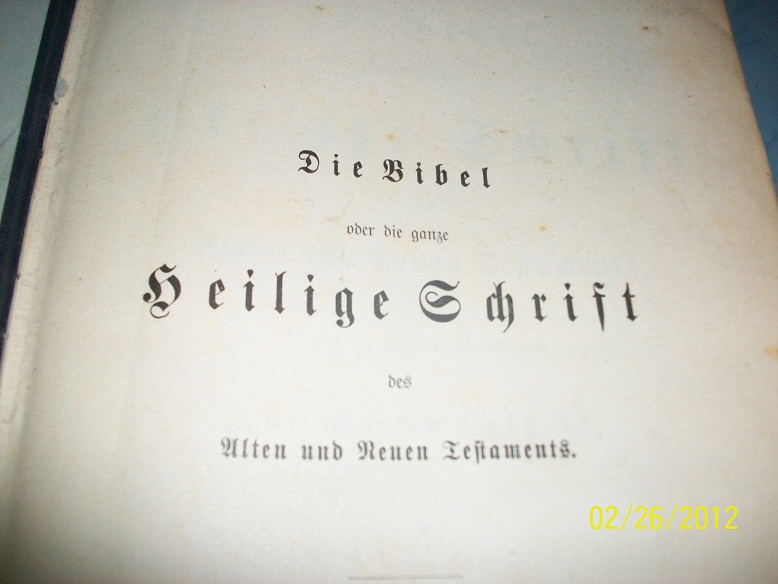 Die Bibel
oder die ganze
Heilige Schrift
des
Alten und Neuen Testaments.
02/26/2012